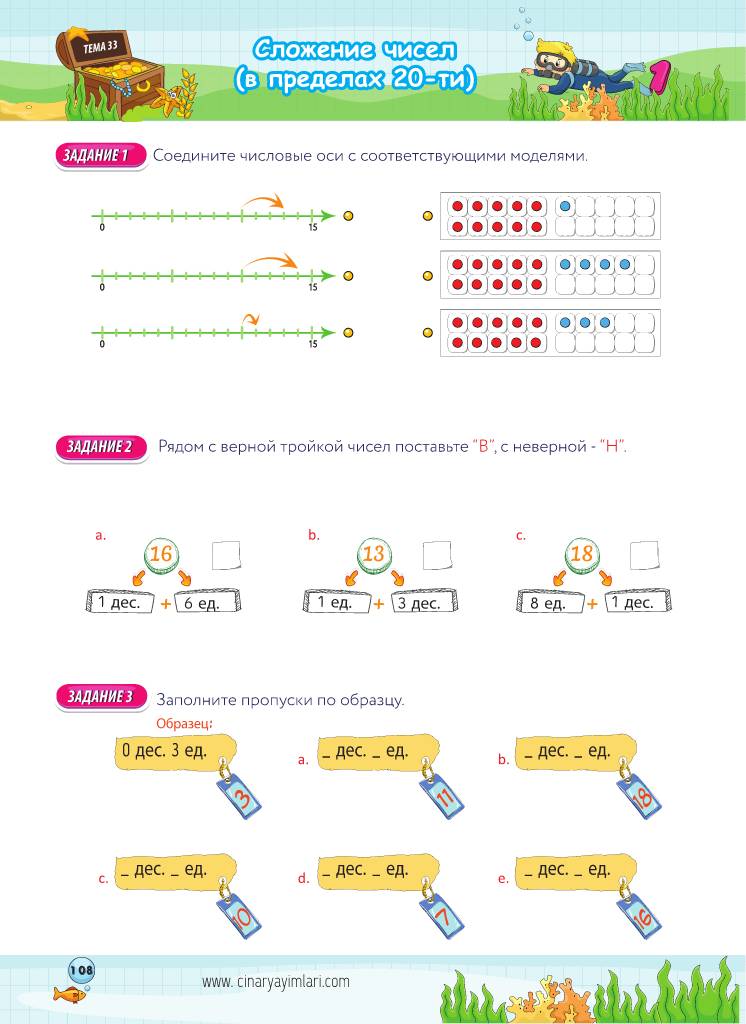 ТЕМА 33
Сложение чисел
(в пределах 20-ти)
1
ЗАДАНИЕ 1 Соедините числовые оси с соответствующими моделями.
0 15
0 15
0 15
ЗАДАНИЕ 2 Рядом с верной тройкой чисел поставьте “В”, с неверной - “Н”.
a. b. c.
16 13 18
1 дес. + 6 ед. 1 ед. + 3 дес. 8 ед. + 1 дес.
ЗАДАНИЕ 3 Заполните пропуски по образцу.
Образец:
0 дес. 3 ед. a. _ дес. _ ед. b. _ дес. _ ед.
3 11 18
c. _ дес. _ ед. d. _ дес. _ ед. e. _ дес. _ ед.
10 7 16
108
www. cinaryayimlari.com